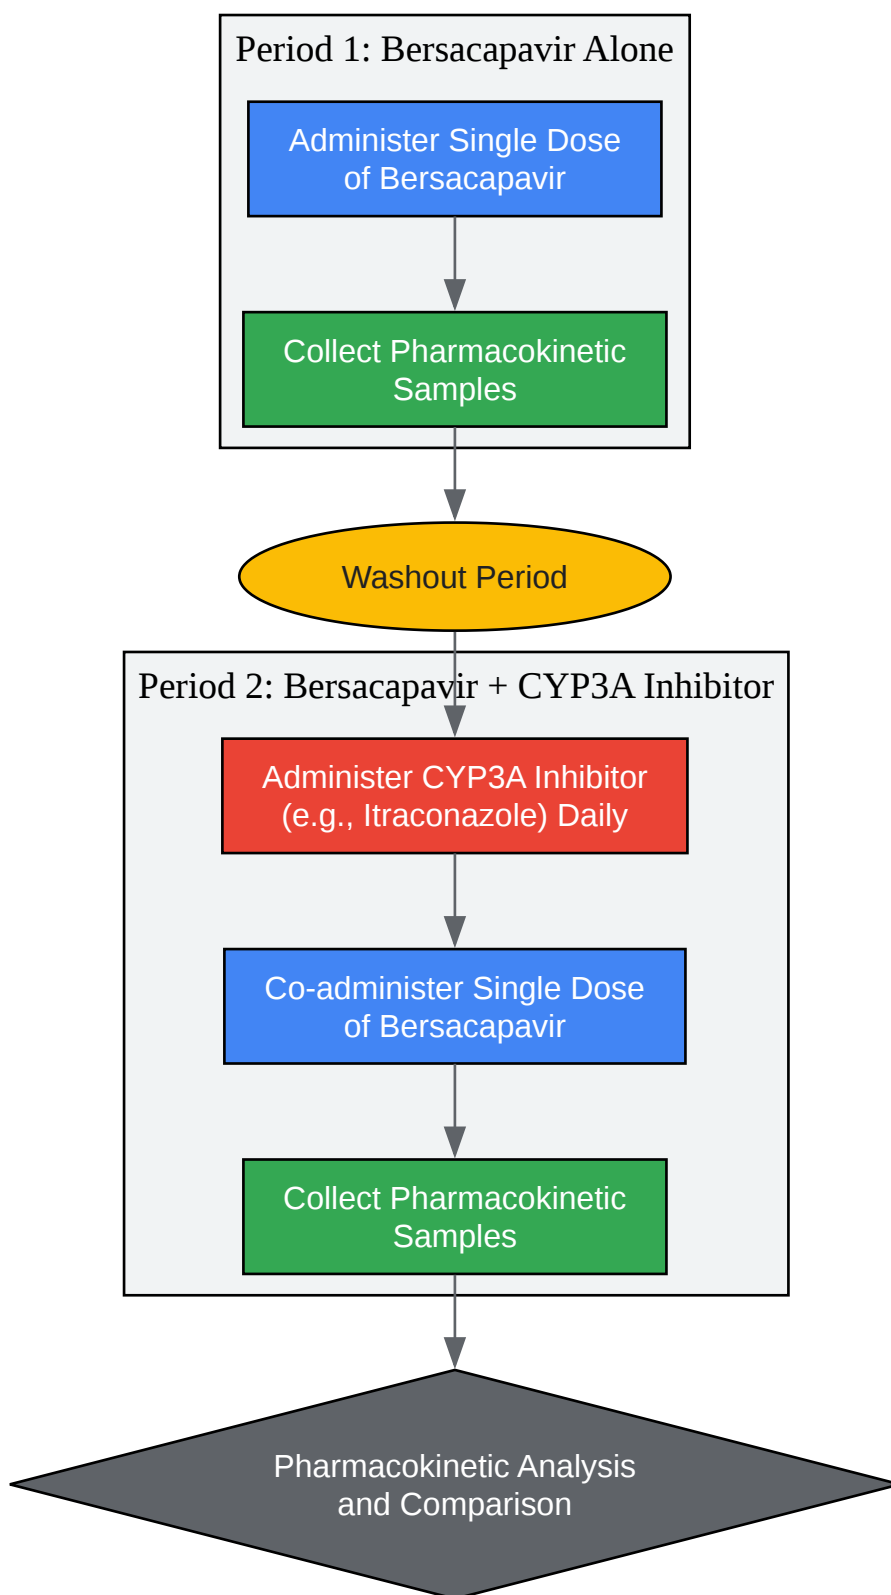 Period 1: Bersacapavir Alone
Administer Single Dose
of Bersacapavir
Collect Pharmacokinetic
Samples
Washout Period
Period 2: Bersacapavir + CYP3A Inhibitor
Administer CYP3A Inhibitor
(e.g., Itraconazole) Daily
Co-administer Single Dose
of Bersacapavir
Collect Pharmacokinetic
Samples
Pharmacokinetic Analysis
and Comparison